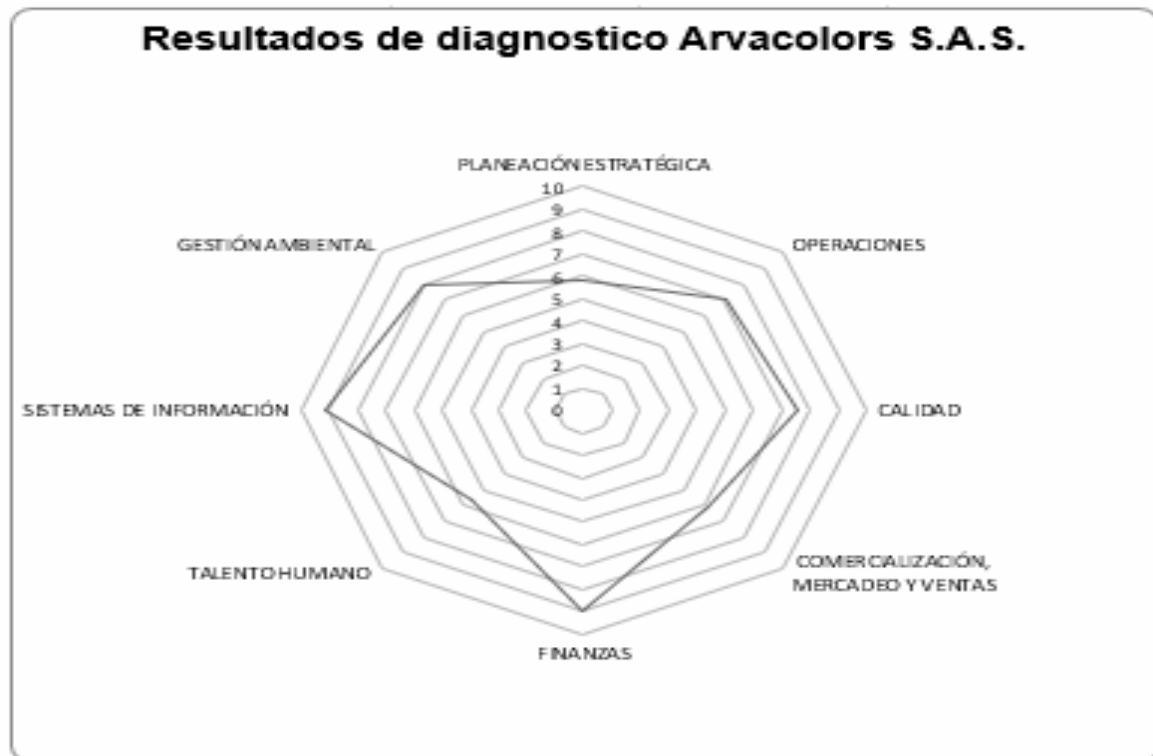 Resultados de diagnostico Arvacolors S.A.S.
PLANEACIÓN ESTRATÉGICA
10
9
8
7
6
5
4
3
2
1
0
OPERACIONES
CALIDAD
COMERCIALIZACIÓN,
MERCADEO Y VENTAS
FINANZAS
TALENTO HUMANO
SISTEMAS DE INFORMACIÓN
GESTIÓN AMBIENTAL